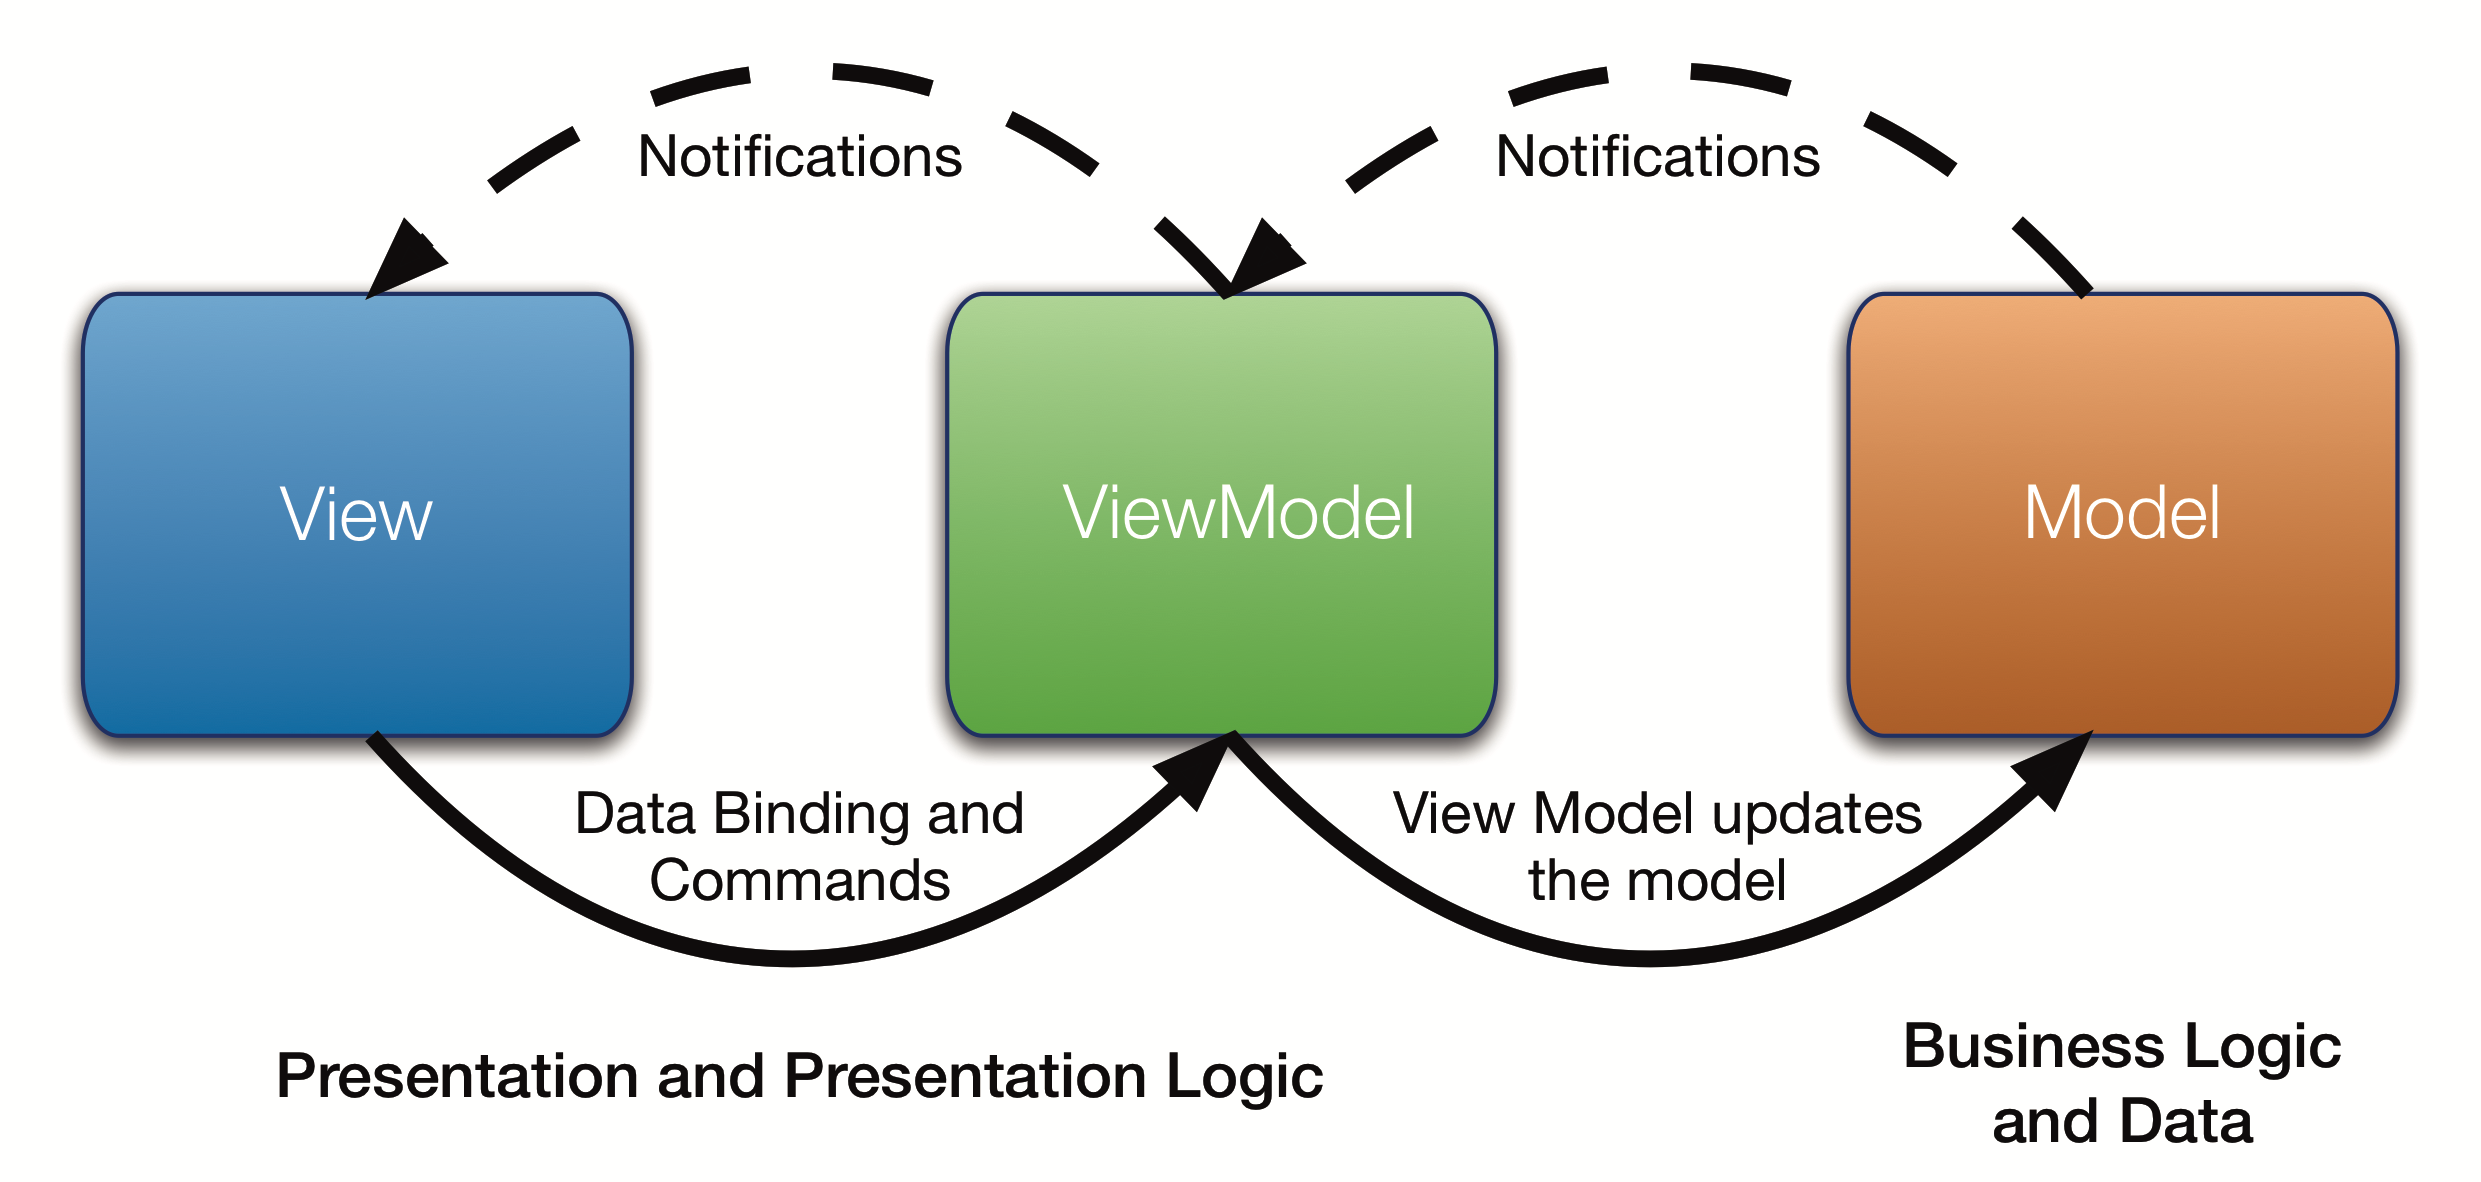 Notifications
Notifications
View
ViewModel
Model
Data Binding and
Commands
View Model updates
the model
Presentation and Presentation Logic
Business Logic
and Data